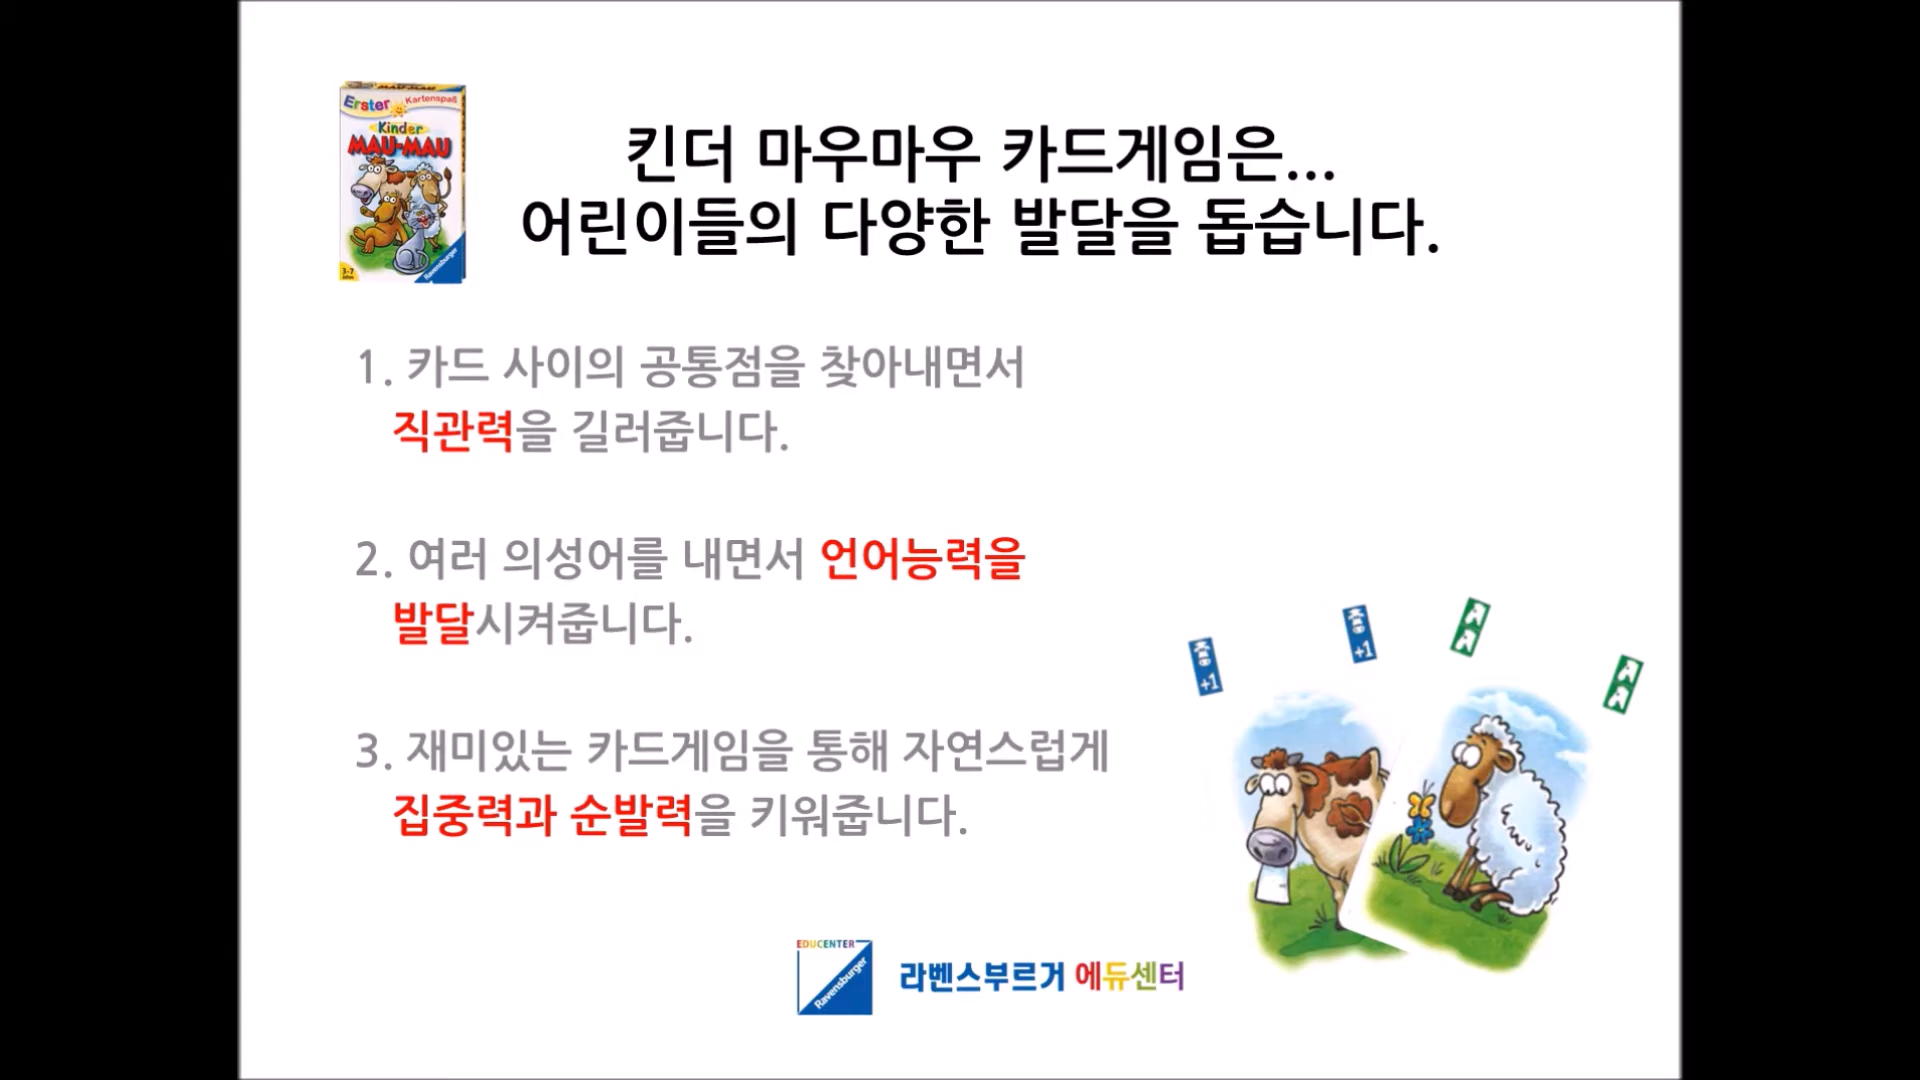 Erster Kartenspaß
Kinder
MAU-MAU
3-7
Ravensburger
킨더 마우마우 카드게임은...
어린이들의 다양한 발달을 돕습니다.
1. 카드 사이의 공통점을 찾아내면서
직관력을 길러줍니다.
2. 여러 의성어를 내면서 언어능력을
발달시켜줍니다.
3. 재미있는 카드게임을 통해 자연스럽게
집중력과 순발력을 키워줍니다.
+1
+1
EDUCENTER
Ravensburger
라벤스부르거 에듀센터